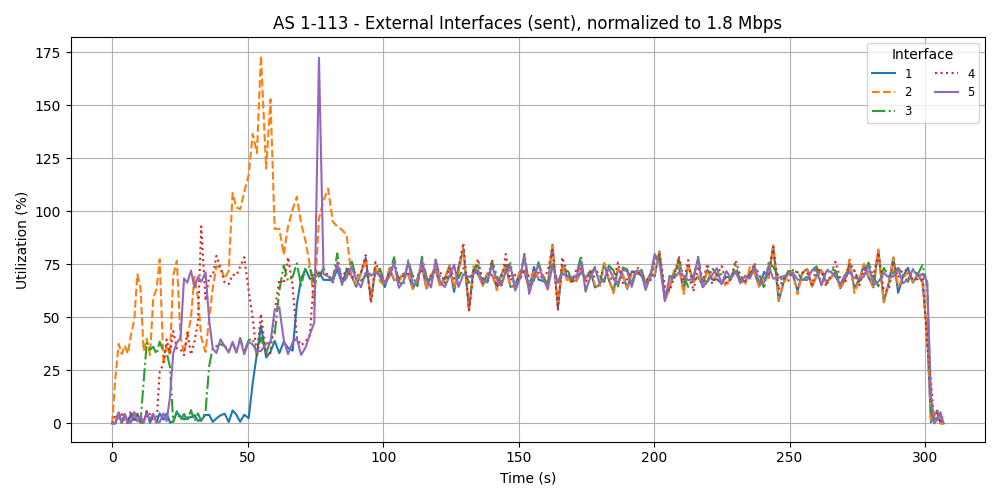 AS 1-113 - External Interfaces (sent), normalized to 1.8 Mbps
Utilization (%)
175
150
125
100
75
50
25
0
0 50 100 150 200 250 300
Time (s)
Interface
1
2
3
4
5